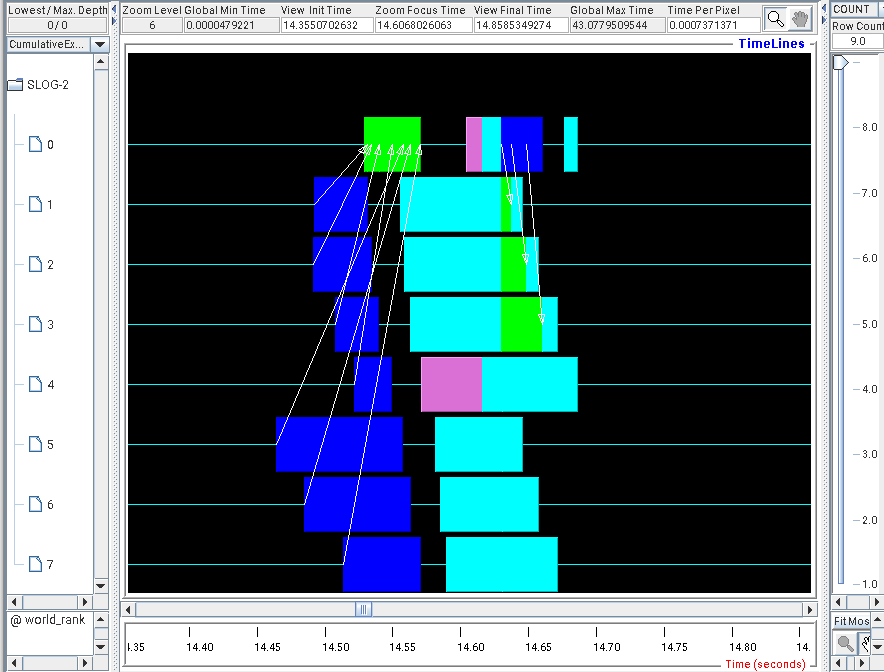 Lowest / Max. Depth
0 / 0
CumulativeEx...
SLOG-2
0
1
2
3
4
5
6
7
@ world_rank
Zoom Level
6
Global Min Time
0.0000479221
View Init Time
14.3550702632
Zoom Focus Time
14.6068026063
View Final Time
14.8585349274
Global Max Time
43.0779509544
Time Per Pixel
0.0007371371
TimeLines
.35 14.40 14.45 14.50 14.55 14.60 14.65 14.70 14.75 14.80 14.
Time (seconds)
COUNT
Row Count
9.0
8.0
7.0
6.0
5.0
4.0
3.0
2.0
1.0
Fit Mos